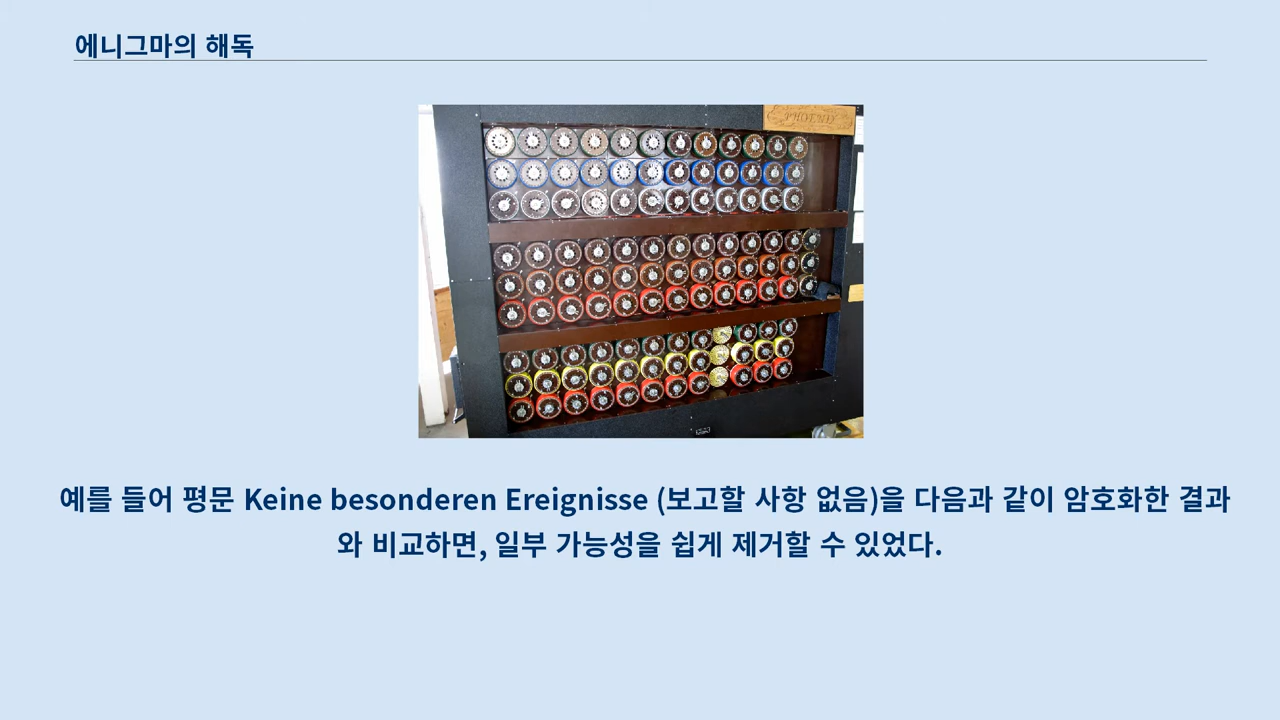 에니그마의 해독
PHOENIX
예를 들어 평문 Keine besonderen Ereignisse (보고할 사항 없음)을 다음과 같이 암호화한 결과
와 비교하면, 일부 가능성을 쉽게 제거할 수 있었다.